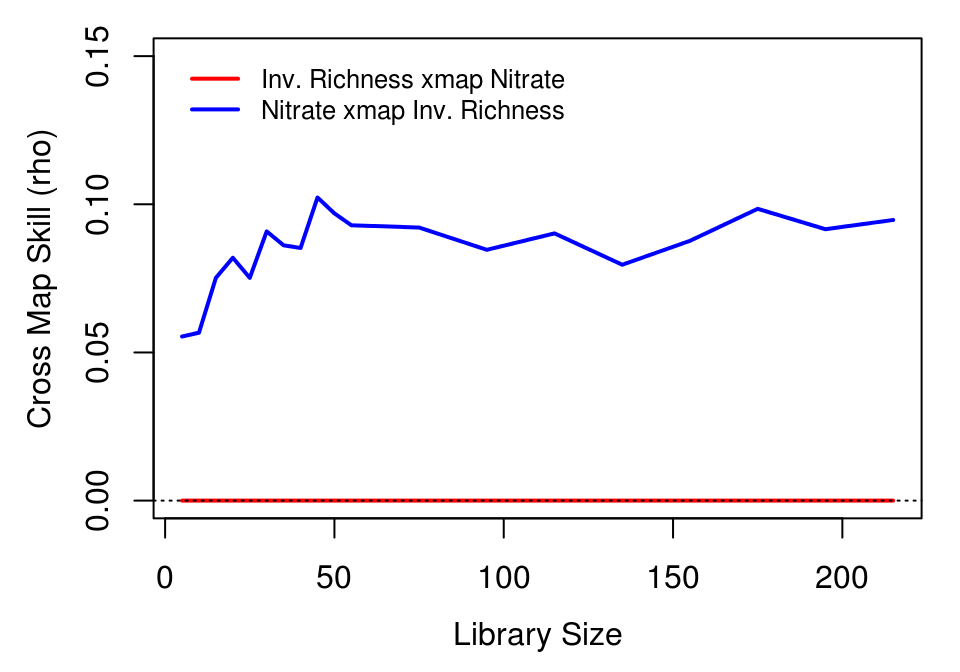 Inv. Richness xmap Nitrate
Nitrate xmap Inv. Richness
Cross Map Skill (rho)
0.15
0.10
0.05
0.00
0 50 100 150 200
Library Size